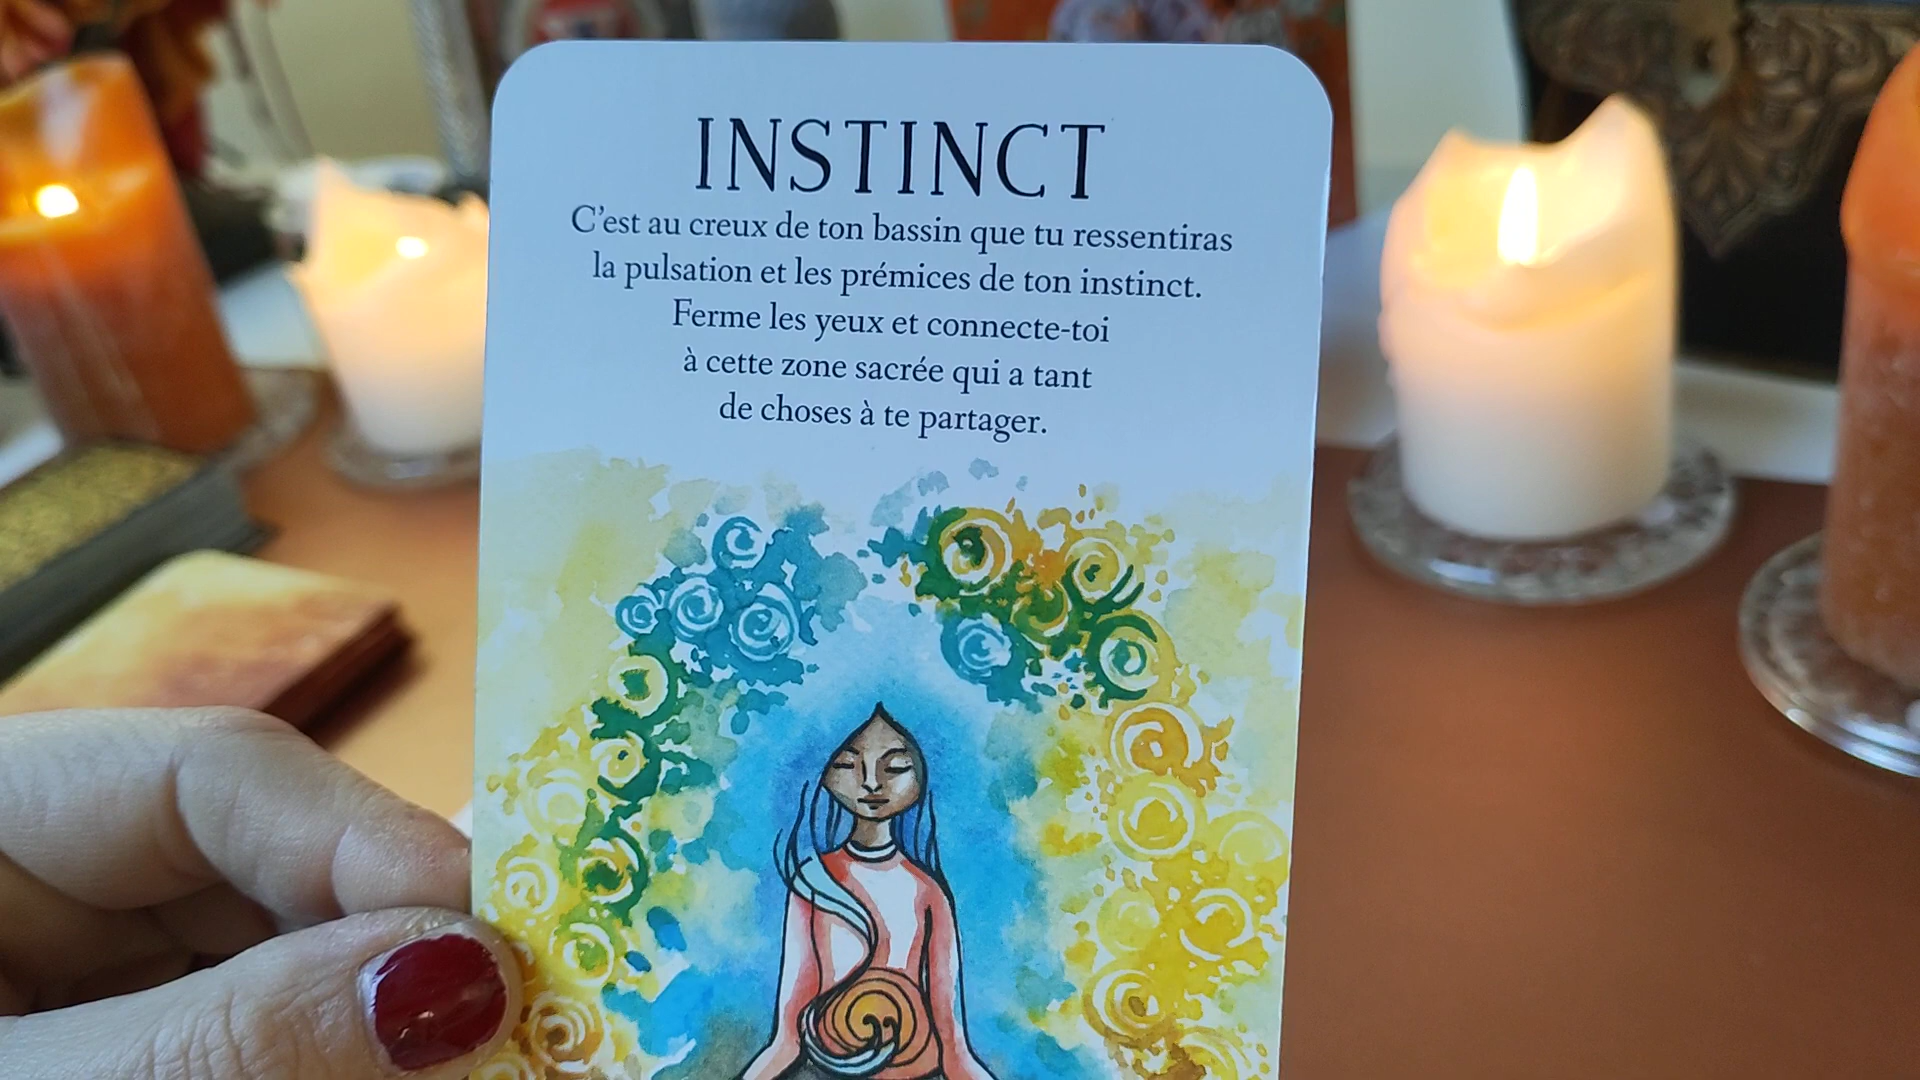 INSTINCT
C'est au creux de ton bassin que tu ressentiras
la pulsation et les prémices de ton instinct.
Ferme les yeux et connecte-toi
à cette zone sacrée qui a tant
de choses à te partager.